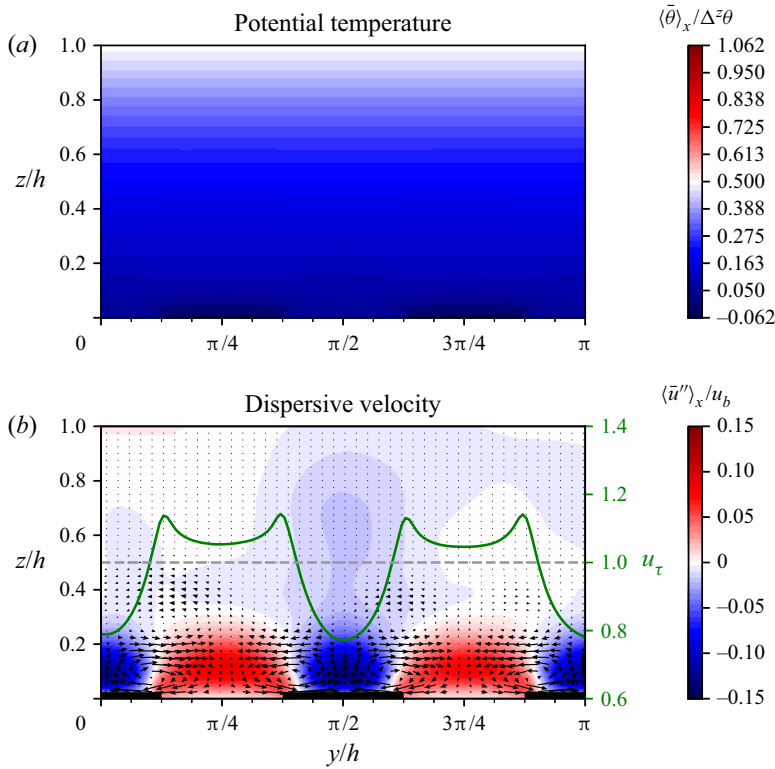 (a)
Potential temperature
⟨θ̄⟩ₓ/Δᶻθ
1.0
0.8
0.6
z/h
0.4
0.2
0
π/4
π/2
3π/4
π
1.062
0.950
0.838
0.725
0.613
0.500
0.387
0.275
0.163
0.050
−0.062
(b)
Dispersive velocity
⟨ū″⟩ₓ/u_b
1.0
0.8
0.6
z/h
0.4
0.2
0
π/4
π/2
3π/4
π
y/h
1.4
1.2
1.0
u_τ
0.8
0.6
0.15
0.10
0.05
0
−0.05
−0.10
−0.15